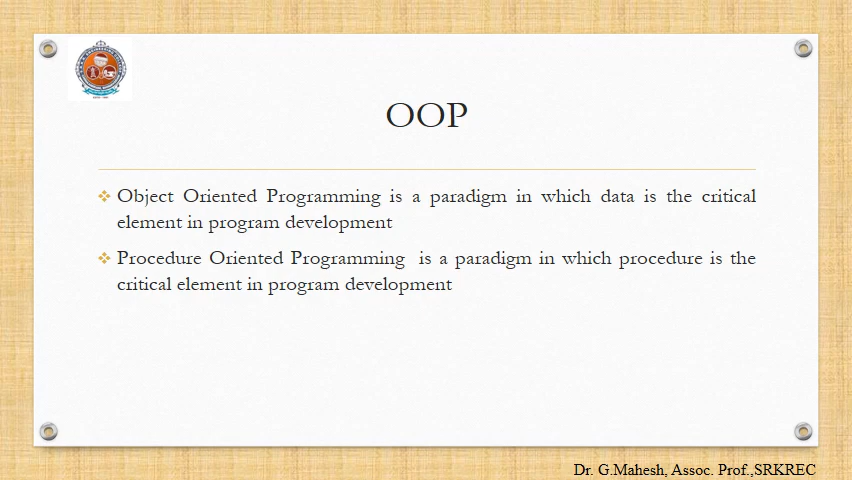 OOP
Object Oriented Programming is a paradigm in which data is the critical
element in program development
Procedure Oriented Programming is a paradigm in which procedure is the
critical element in program development
Dr. G.Mahesh, Assoc. Prof.,SRKREC